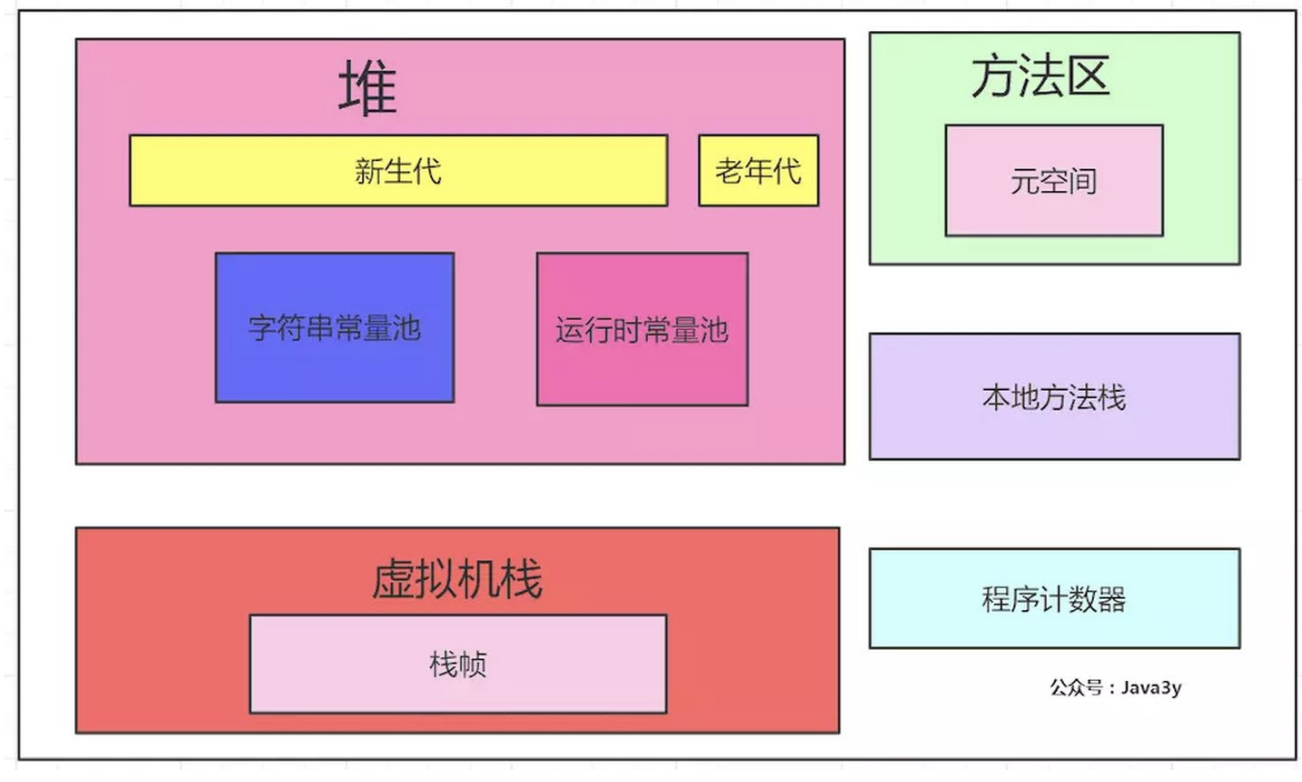 堆
新生代
老年代
字符串常量池
运行时常量池
方法区
元空间
本地方法栈
虚拟机栈
栈帧
程序计数器
公众号：Java3y